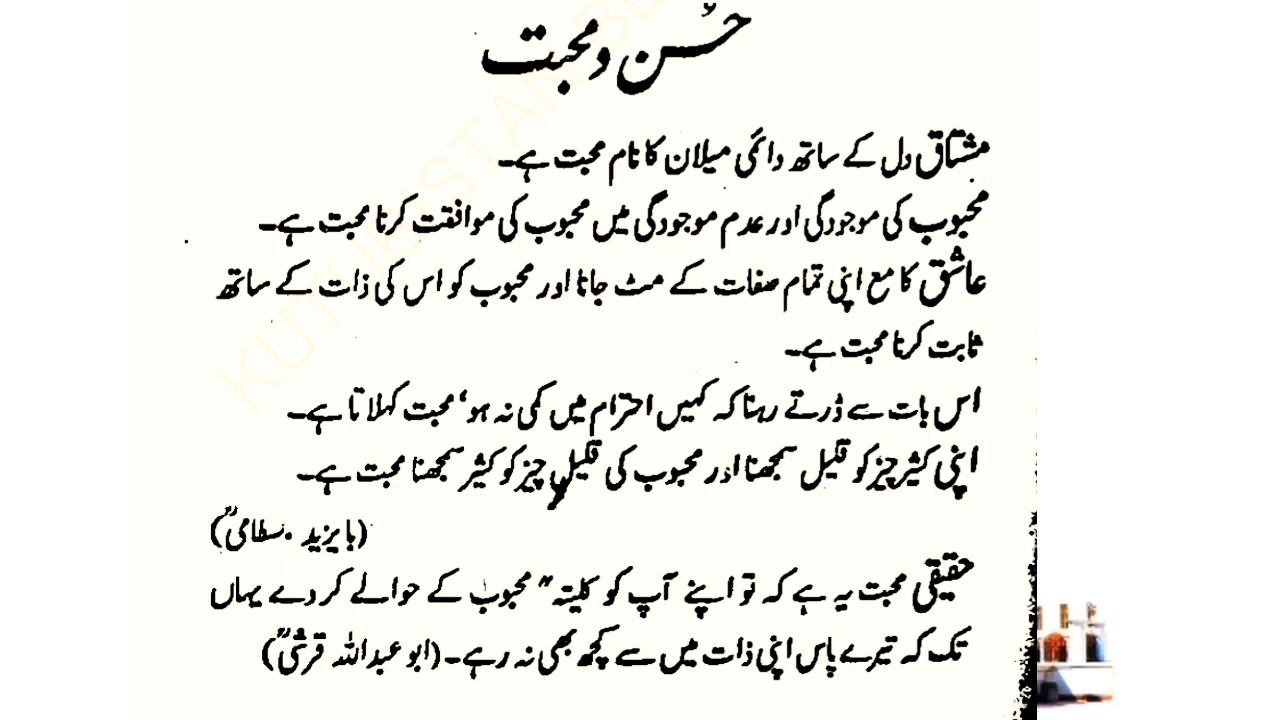 حُسن و محبت
مشتاق دل کے ساتھ دائمی میلان کا نام محبت ہے۔
محبوب کی موجودگی اور عدم موجودگی میں محبوب کی موافقت کرنا محبت ہے۔
عاشق کا مع اپنی تمام صفات کے مٹ جانا اور محبوب کو اس کی ذات کے ساتھ
ثابت کرنا محبت ہے۔
اس بات سے ڈرتے رہنا کہ کہیں احترام میں کمی نہ ہو، محبت کہلاتا ہے۔
اپنی کثیر چیز کو قلیل سمجھنا اور محبوب کی قلیل چیز کو کثیر سمجھنا محبت ہے۔
(بایزید بسطامیؒ)
حقیقی محبت یہ ہے کہ تو اپنے آپ کو کلیتہ" محبوب کے حوالے کر دے یہاں
تک کہ تیرے پاس اپنی ذات میں سے کچھ بھی نہ رہے۔ (ابو عبداللہ قرشیؒ)